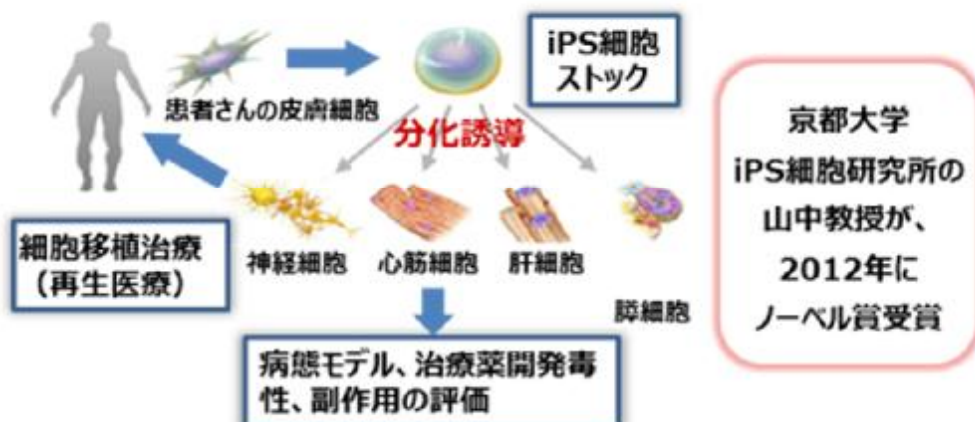 iPS細胞
ストック
患者さんの皮膚細胞
分化誘導
京都大学
iPS細胞研究所の
山中教授が、
2012年に
ノーベル賞受賞
細胞移植治療
（再生医療）
神経細胞
心筋細胞
肝細胞
膵細胞
病態モデル、治療薬開発毒
性、副作用の評価